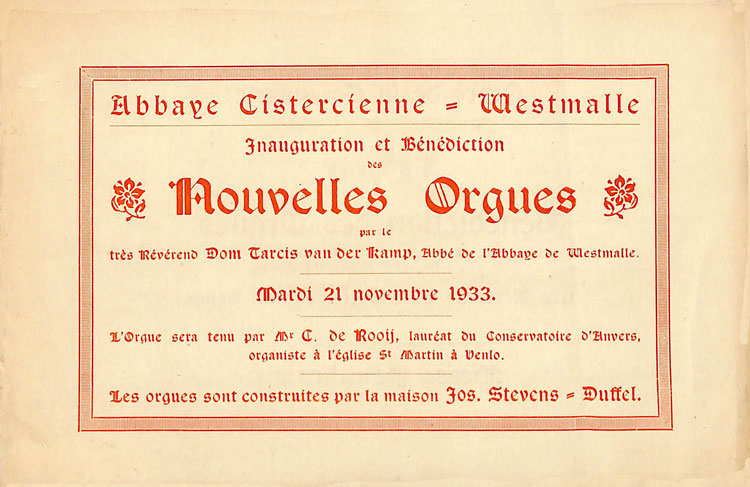 Abbaye Cistercienne = Westmalle
Inauguration et Bénédiction
des
Nouvelles Orgues
par le
très Révérend Dom Tarcis van der Kamp, Abbé de l'Abbaye de Westmalle.
Mardi 21 novembre 1933.
L'Orgue sera tenu par Mr C. de Rooij, lauréat du Conservatoire d'Anvers,
organiste à l'église St Martin à Venlo.
Les orgues sont construites par la maison Jos. Stevens = Duffel.